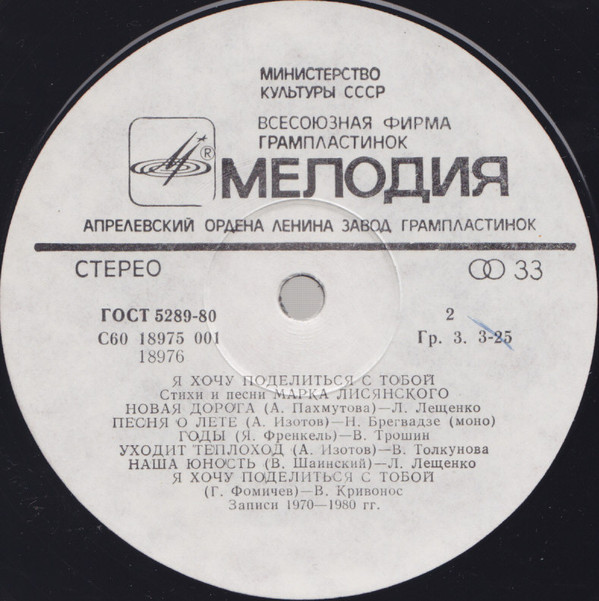 МИНИСТЕРСТВО
КУЛЬТУРЫ СССР
ВСЕСОЮЗНАЯ ФИРМА
ГРАМПЛАСТИНОК
®
МЕЛОДИЯ
АПРЕЛЕВСКИЙ ОРДЕНА ЛЕНИНА ЗАВОД ГРАМПЛАСТИНОК
СТЕРЕО 33
ГОСТ 5289-80 2
С60 18975 001 Гр. 3. 3-25
18976
Я ХОЧУ ПОДЕЛИТЬСЯ С ТОБОЙ
Стихи и песни МАРКА ЛИСЯНСКОГО
НОВАЯ ДОРОГА (А. Пахмутова)—Л. Лещенко
ПЕСНЯ О ЛЕТЕ (А. Изотов)—Н. Брегвадзе (моно)
ГОДЫ (Я. Френкель)—В. Трошин
УХОДИТ ТЕПЛОХОД (А. Изотов)—В. Толкунова
НАША ЮНОСТЬ (В. Шаинский)—Л. Лещенко
Я ХОЧУ ПОДЕЛИТЬСЯ С ТОБОЙ
(Г. Фомичев)—В. Кривонос
Записи 1970—1980 гг.